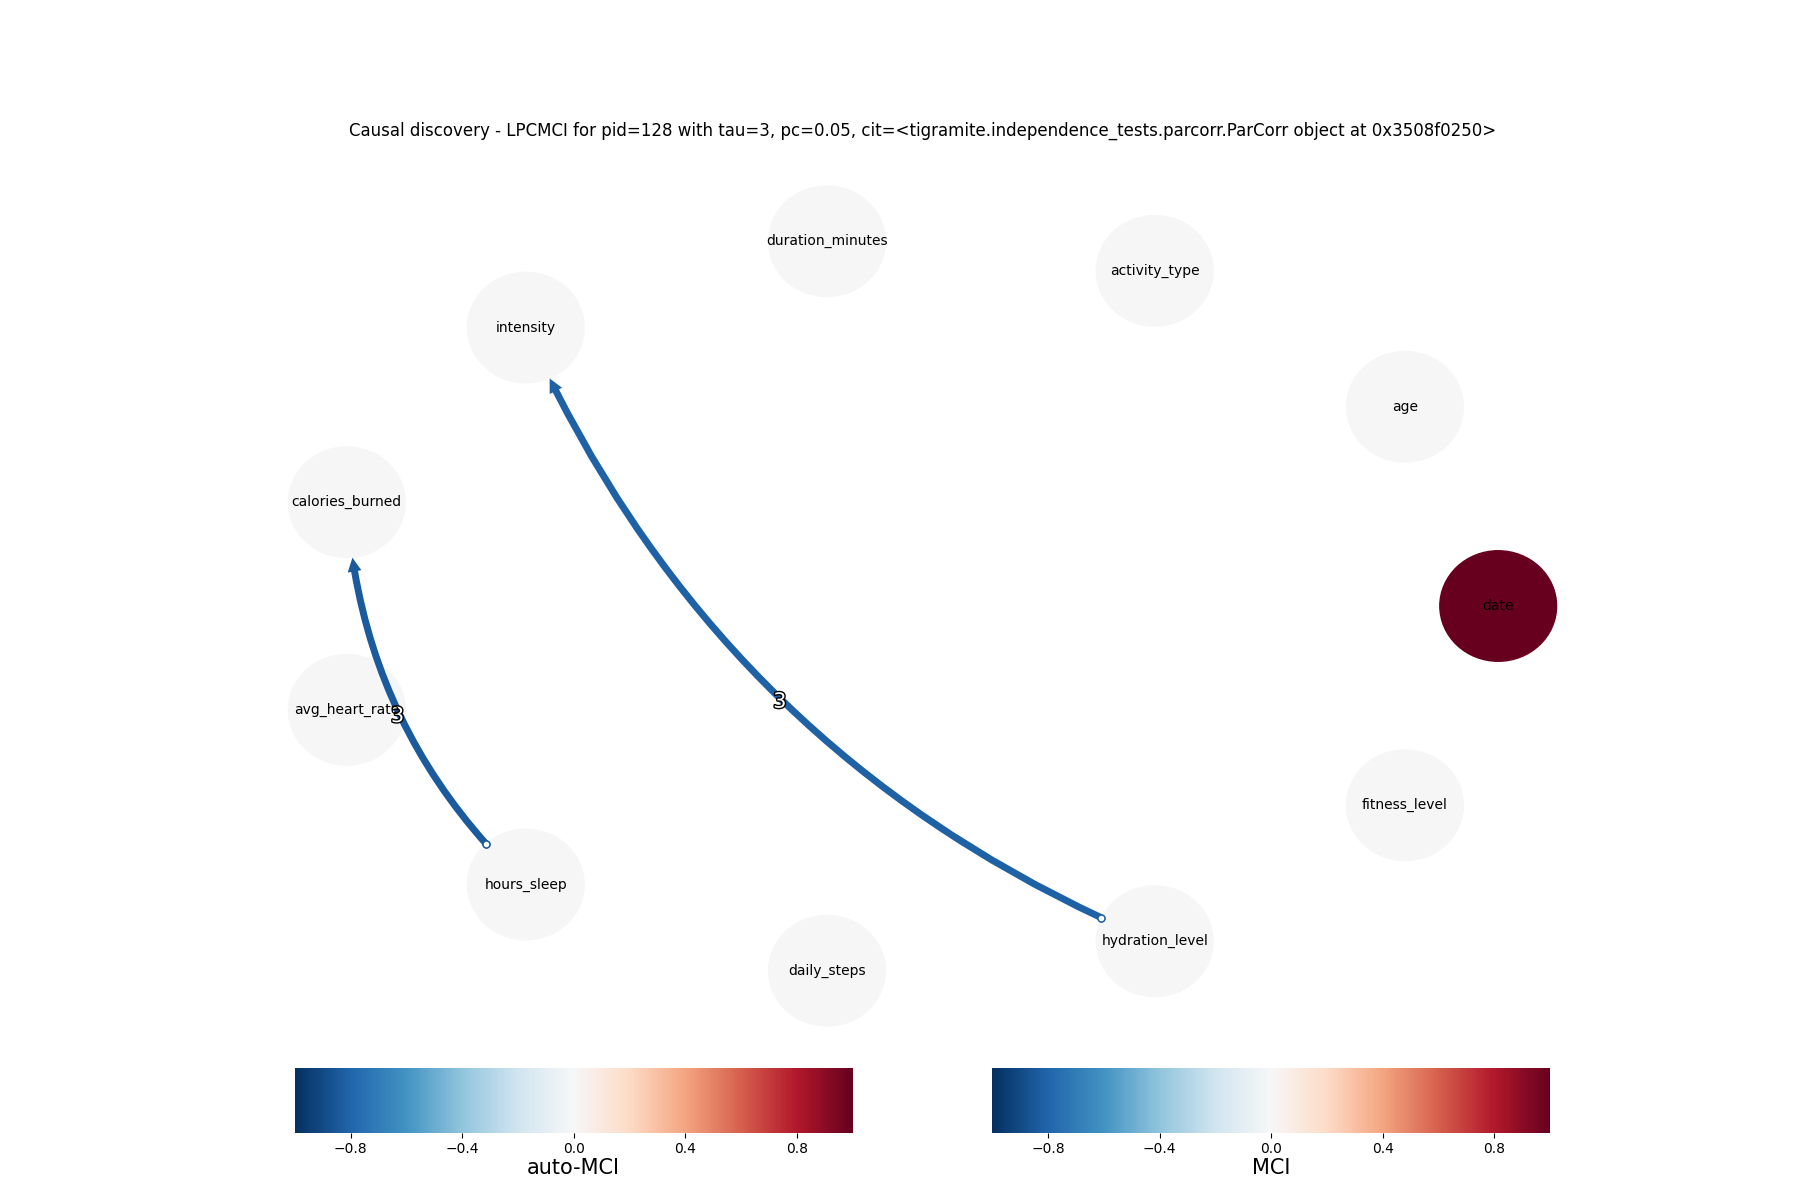 Causal discovery - LPCMCI for pid=128 with tau=3, pc=0.05, cit=<tigramite.independence_tests.parcorr.ParCorr object at 0x3508f0250>
duration_minutes
activity_type
intensity
age
calories_burned
date
3
avg_heart_rate
3
fitness_level
hours_sleep
hydration_level
daily_steps
−0.8 −0.4 0.0 0.4 0.8
auto-MCI
−0.8 −0.4 0.0 0.4 0.8
MCI